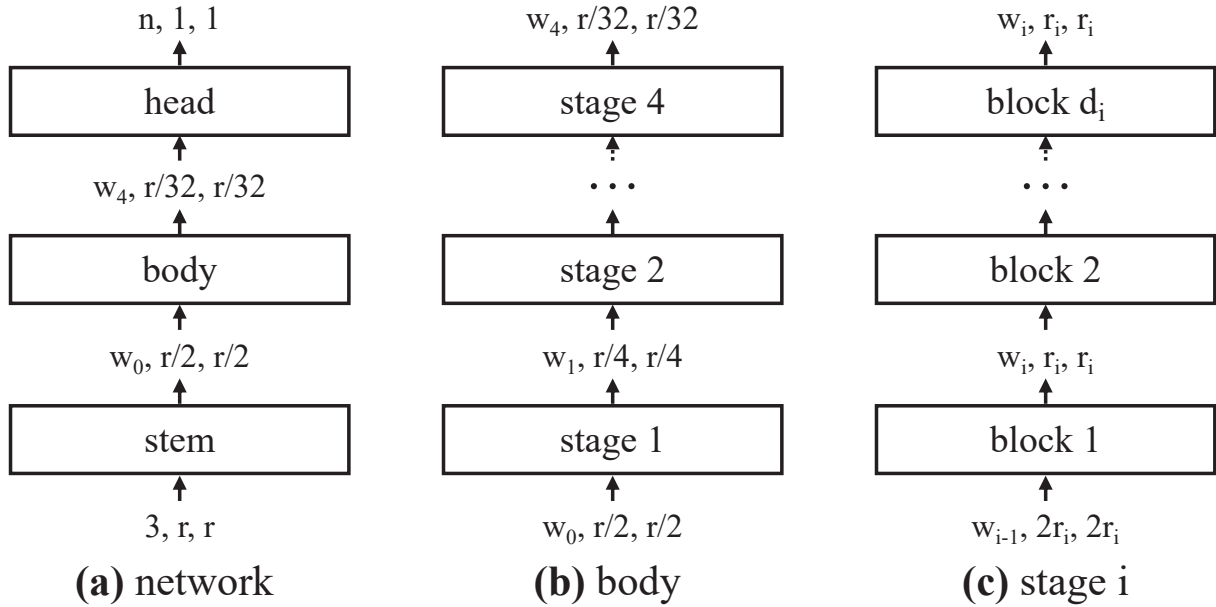 n, 1, 1
head
w₄, r/32, r/32
body
w₀, r/2, r/2
stem
3, r, r
(a) network
w₄, r/32, r/32
stage 4
...
stage 2
w₁, r/4, r/4
stage 1
w₀, r/2, r/2
(b) body
wᵢ, rᵢ, rᵢ
block dᵢ
...
block 2
wᵢ, rᵢ, rᵢ
block 1
wᵢ₋₁, 2rᵢ, 2rᵢ
(c) stage i